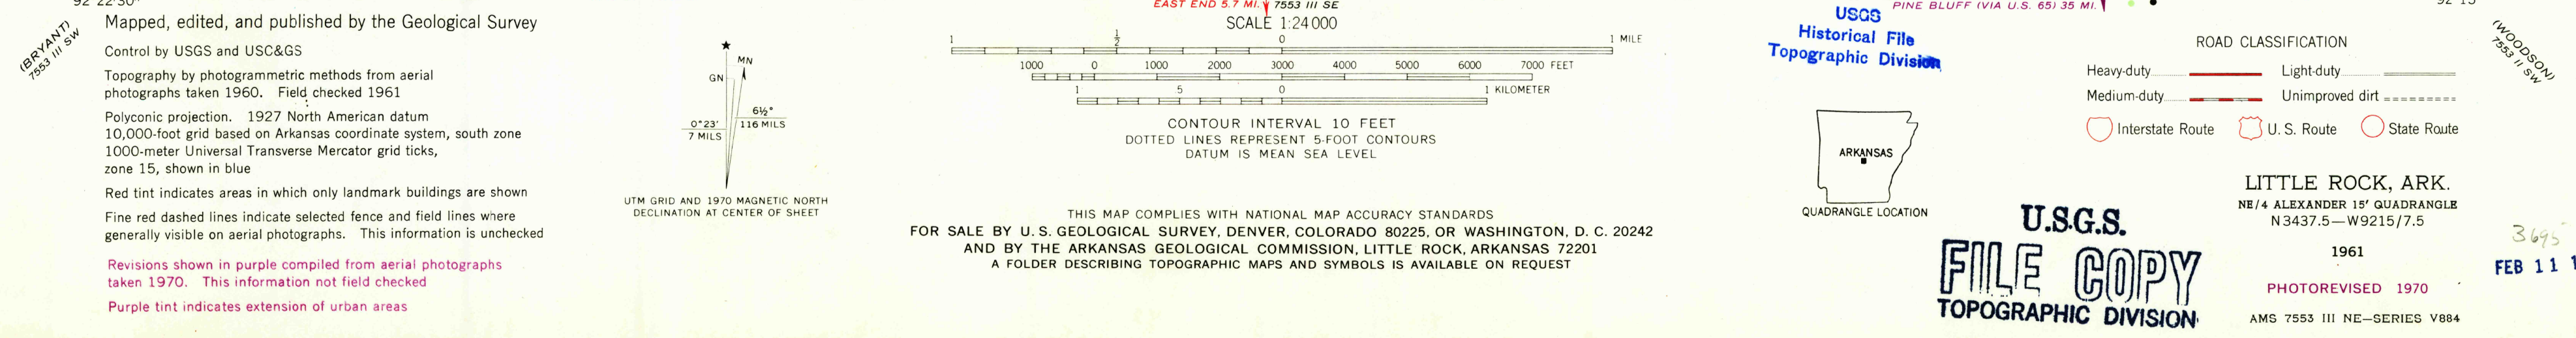 92°22'30"
(BRYANT)
7553 III SW
Mapped, edited, and published by the Geological Survey
Control by USGS and USC&GS
Topography by photogrammetric methods from aerial
photographs taken 1960. Field checked 1961
Polyconic projection. 1927 North American datum
10,000-foot grid based on Arkansas coordinate system, south zone
1000-meter Universal Transverse Mercator grid ticks,
zone 15, shown in blue
Red tint indicates areas in which only landmark buildings are shown
Fine red dashed lines indicate selected fence and field lines where
generally visible on aerial photographs. This information is unchecked
Revisions shown in purple compiled from aerial photographs
taken 1970. This information not field checked
Purple tint indicates extension of urban areas
★
MN
GN
0°23'
7 MILS
6½°
116 MILS
UTM GRID AND 1970 MAGNETIC NORTH
DECLINATION AT CENTER OF SHEET
EAST END 5.7 MI. 7553 III SE
SCALE 1:24 000
1 ½ 0 1 MILE
1000 0 1000 2000 3000 4000 5000 6000 7000 FEET
1 .5 0 1 KILOMETER
CONTOUR INTERVAL 10 FEET
DOTTED LINES REPRESENT 5-FOOT CONTOURS
DATUM IS MEAN SEA LEVEL
THIS MAP COMPLIES WITH NATIONAL MAP ACCURACY STANDARDS
FOR SALE BY U. S. GEOLOGICAL SURVEY, DENVER, COLORADO 80225, OR WASHINGTON, D. C. 20242
AND BY THE ARKANSAS GEOLOGICAL COMMISSION, LITTLE ROCK, ARKANSAS 72201
A FOLDER DESCRIBING TOPOGRAPHIC MAPS AND SYMBOLS IS AVAILABLE ON REQUEST
USGS
Historical File
Topographic Division
PINE BLUFF (VIA U.S. 65) 35 MI.
ARKANSAS
QUADRANGLE LOCATION
U.S.G.S.
FILE COPY
TOPOGRAPHIC DIVISION
92°15'
(WOODSON)
7553 II SW
ROAD CLASSIFICATION
Heavy-duty Light-duty
Medium-duty Unimproved dirt
Interstate Route U. S. Route State Route
LITTLE ROCK, ARK.
NE/4 ALEXANDER 15' QUADRANGLE
N3437.5—W9215/7.5
1961
PHOTOREVISED 1970
AMS 7553 III NE—SERIES V884
3695
FEB 11 1